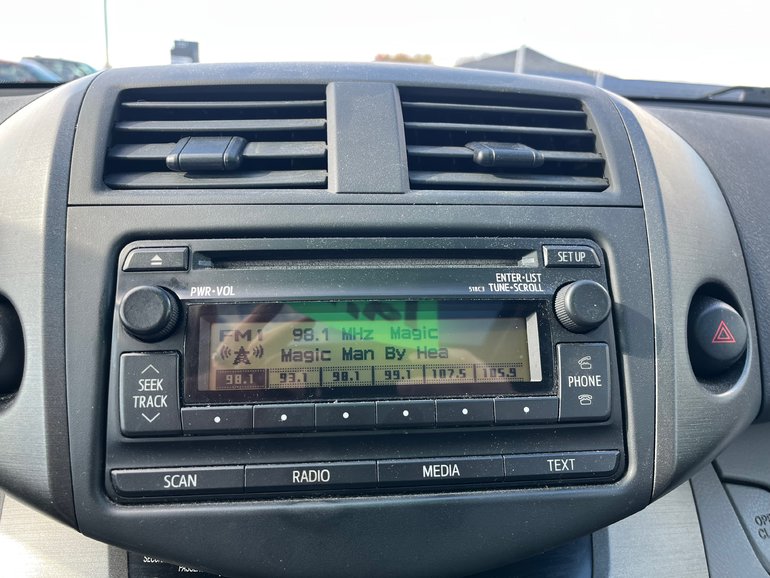 SET UP
PWR·VOL
ENTER·LIST
518C3 TUNE·SCROLL
FM1 98.1 MHz Magic
Magic Man By Hea
98.1 93.1 98.1 99.1 107.5 105.9
SEEK
TRACK
PHONE
SCAN RADIO MEDIA TEXT